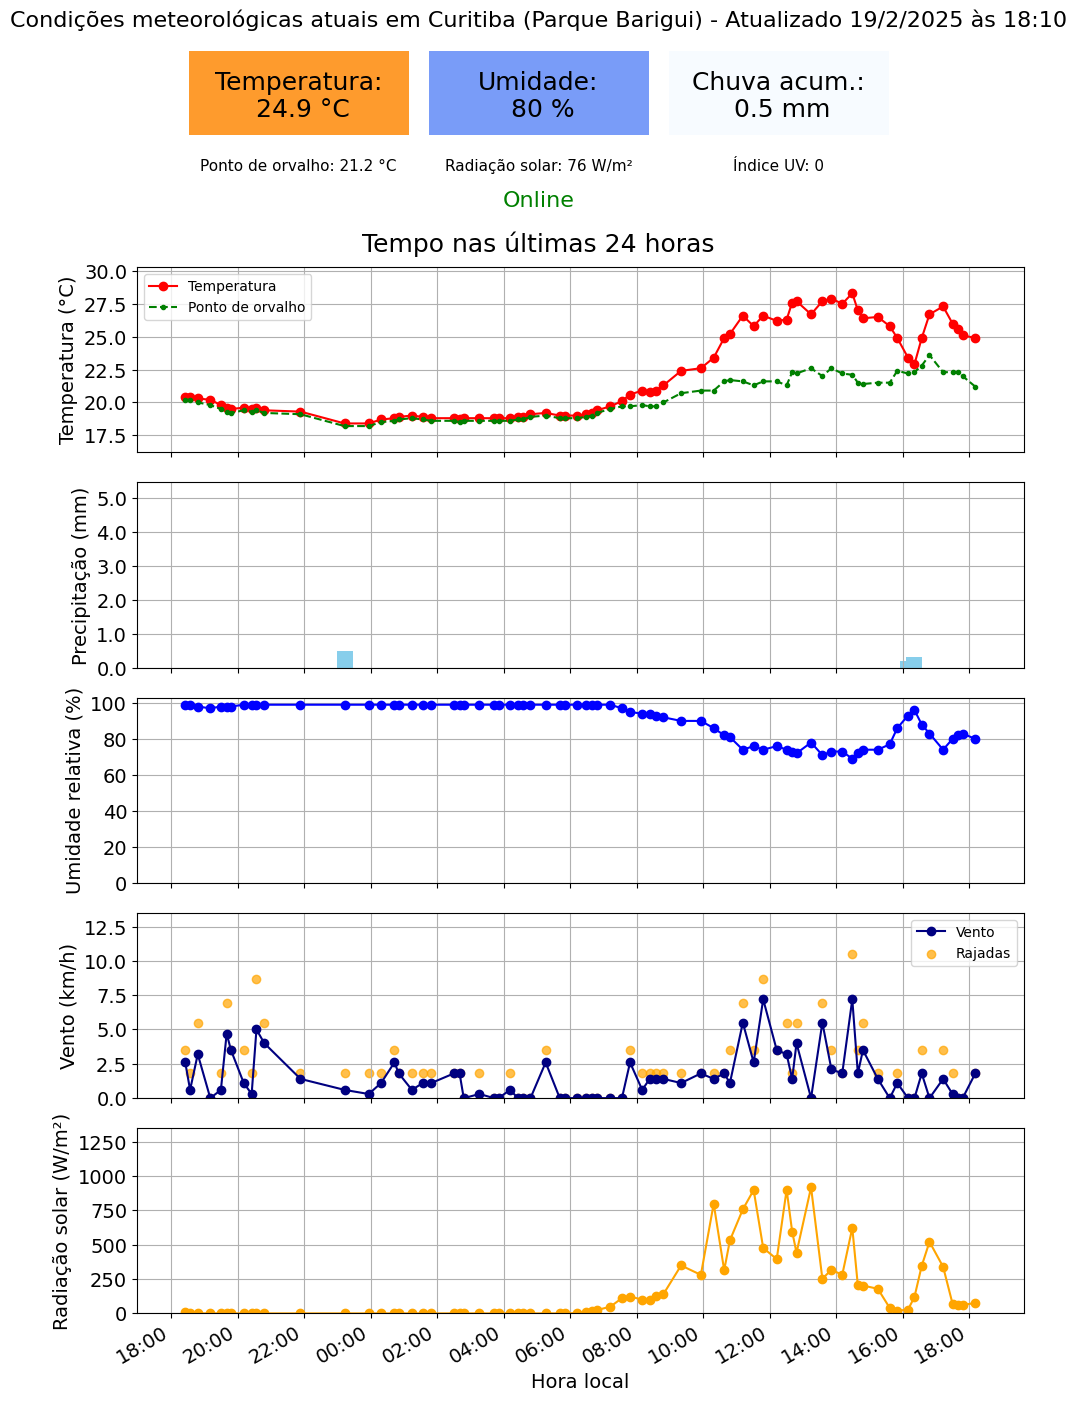 Condições meteorológicas atuais em Curitiba (Parque Barigui) - Atualizado 19/2/2025 às 18:10
Temperatura:
24.9 °C
Umidade:
80 %
Chuva acum.:
0.5 mm
Ponto de orvalho: 21.2 °C
Radiação solar: 76 W/m²
Índice UV: 0
Online
Tempo nas últimas 24 horas
Temperatura (°C)
30.0
27.5
25.0
22.5
20.0
17.5
Temperatura
Ponto de orvalho
Precipitação (mm)
5.0
4.0
3.0
2.0
1.0
0.0
Umidade relativa (%)
100
80
60
40
20
0
Vento (km/h)
12.5
10.0
7.5
5.0
2.5
0.0
Vento
Rajadas
Radiação solar (W/m²)
1250
1000
750
500
250
0
18:00
20:00
22:00
00:00
02:00
04:00
06:00
08:00
10:00
12:00
14:00
16:00
18:00
Hora local